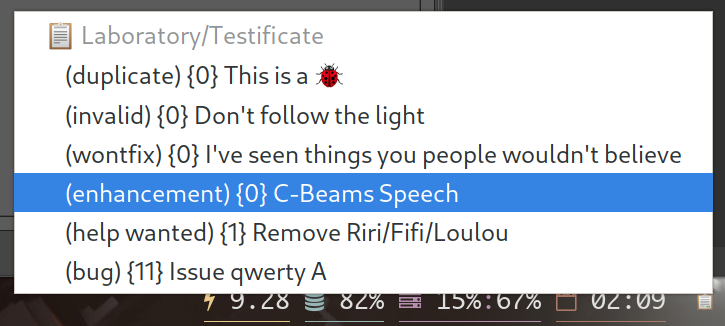 📋 Laboratory/Testificate
(duplicate) {0} This is a 🐞
(invalid) {0} Don't follow the light
(wontfix) {0} I've seen things you people wouldn't believe
(enhancement) {0} C-Beams Speech
(help wanted) {1} Remove Riri/Fifi/Loulou
(bug) {11} Issue qwerty A
⚡ 9.28 82% 15%:67% 02:09 📋